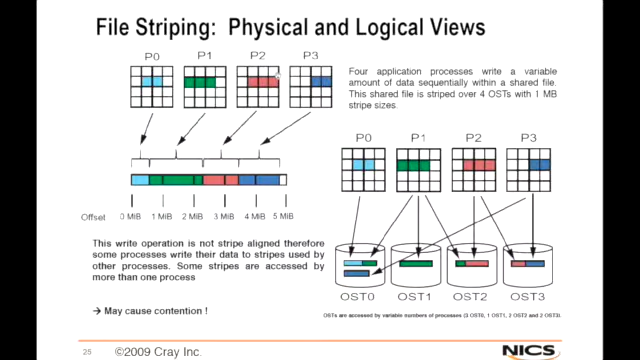 File Striping: Physical and Logical Views
P0 P1 P2 P3
Four application processes write a variable
amount of data sequentially within a shared file.
This shared file is striped over 4 OSTs with 1 MB
stripe sizes.
P0 P1 P2 P3
Offset 0 MiB 1 MiB 2 MiB 3 MiB 4 MiB 5 MiB
This write operation is not stripe aligned therefore
some processes write their data to stripes used by
other processes. Some stripes are accessed by
more than one process
→ May cause contention !
OST0 OST1 OST2 OST3
OSTs are accessed by variable numbers of processes (3 OST0, 1 OST1, 2 OST2 and 2 OST3).
25 ©2009 Cray Inc. NICS